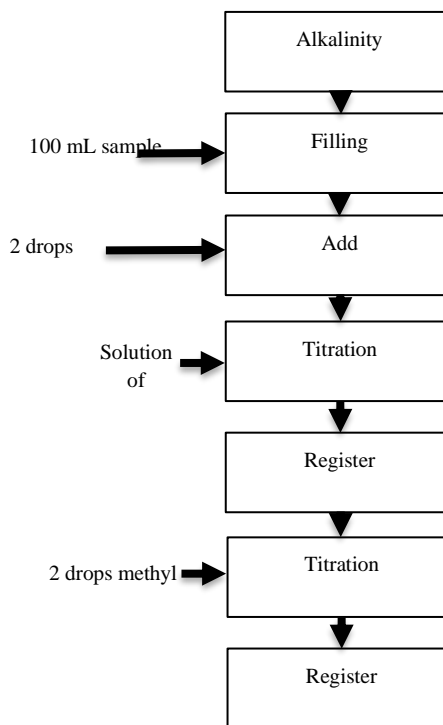 Alkalinity
100 mL sample
Filling
2 drops
Add
Solution
of
Titration
Register
2 drops methyl
Titration
Register